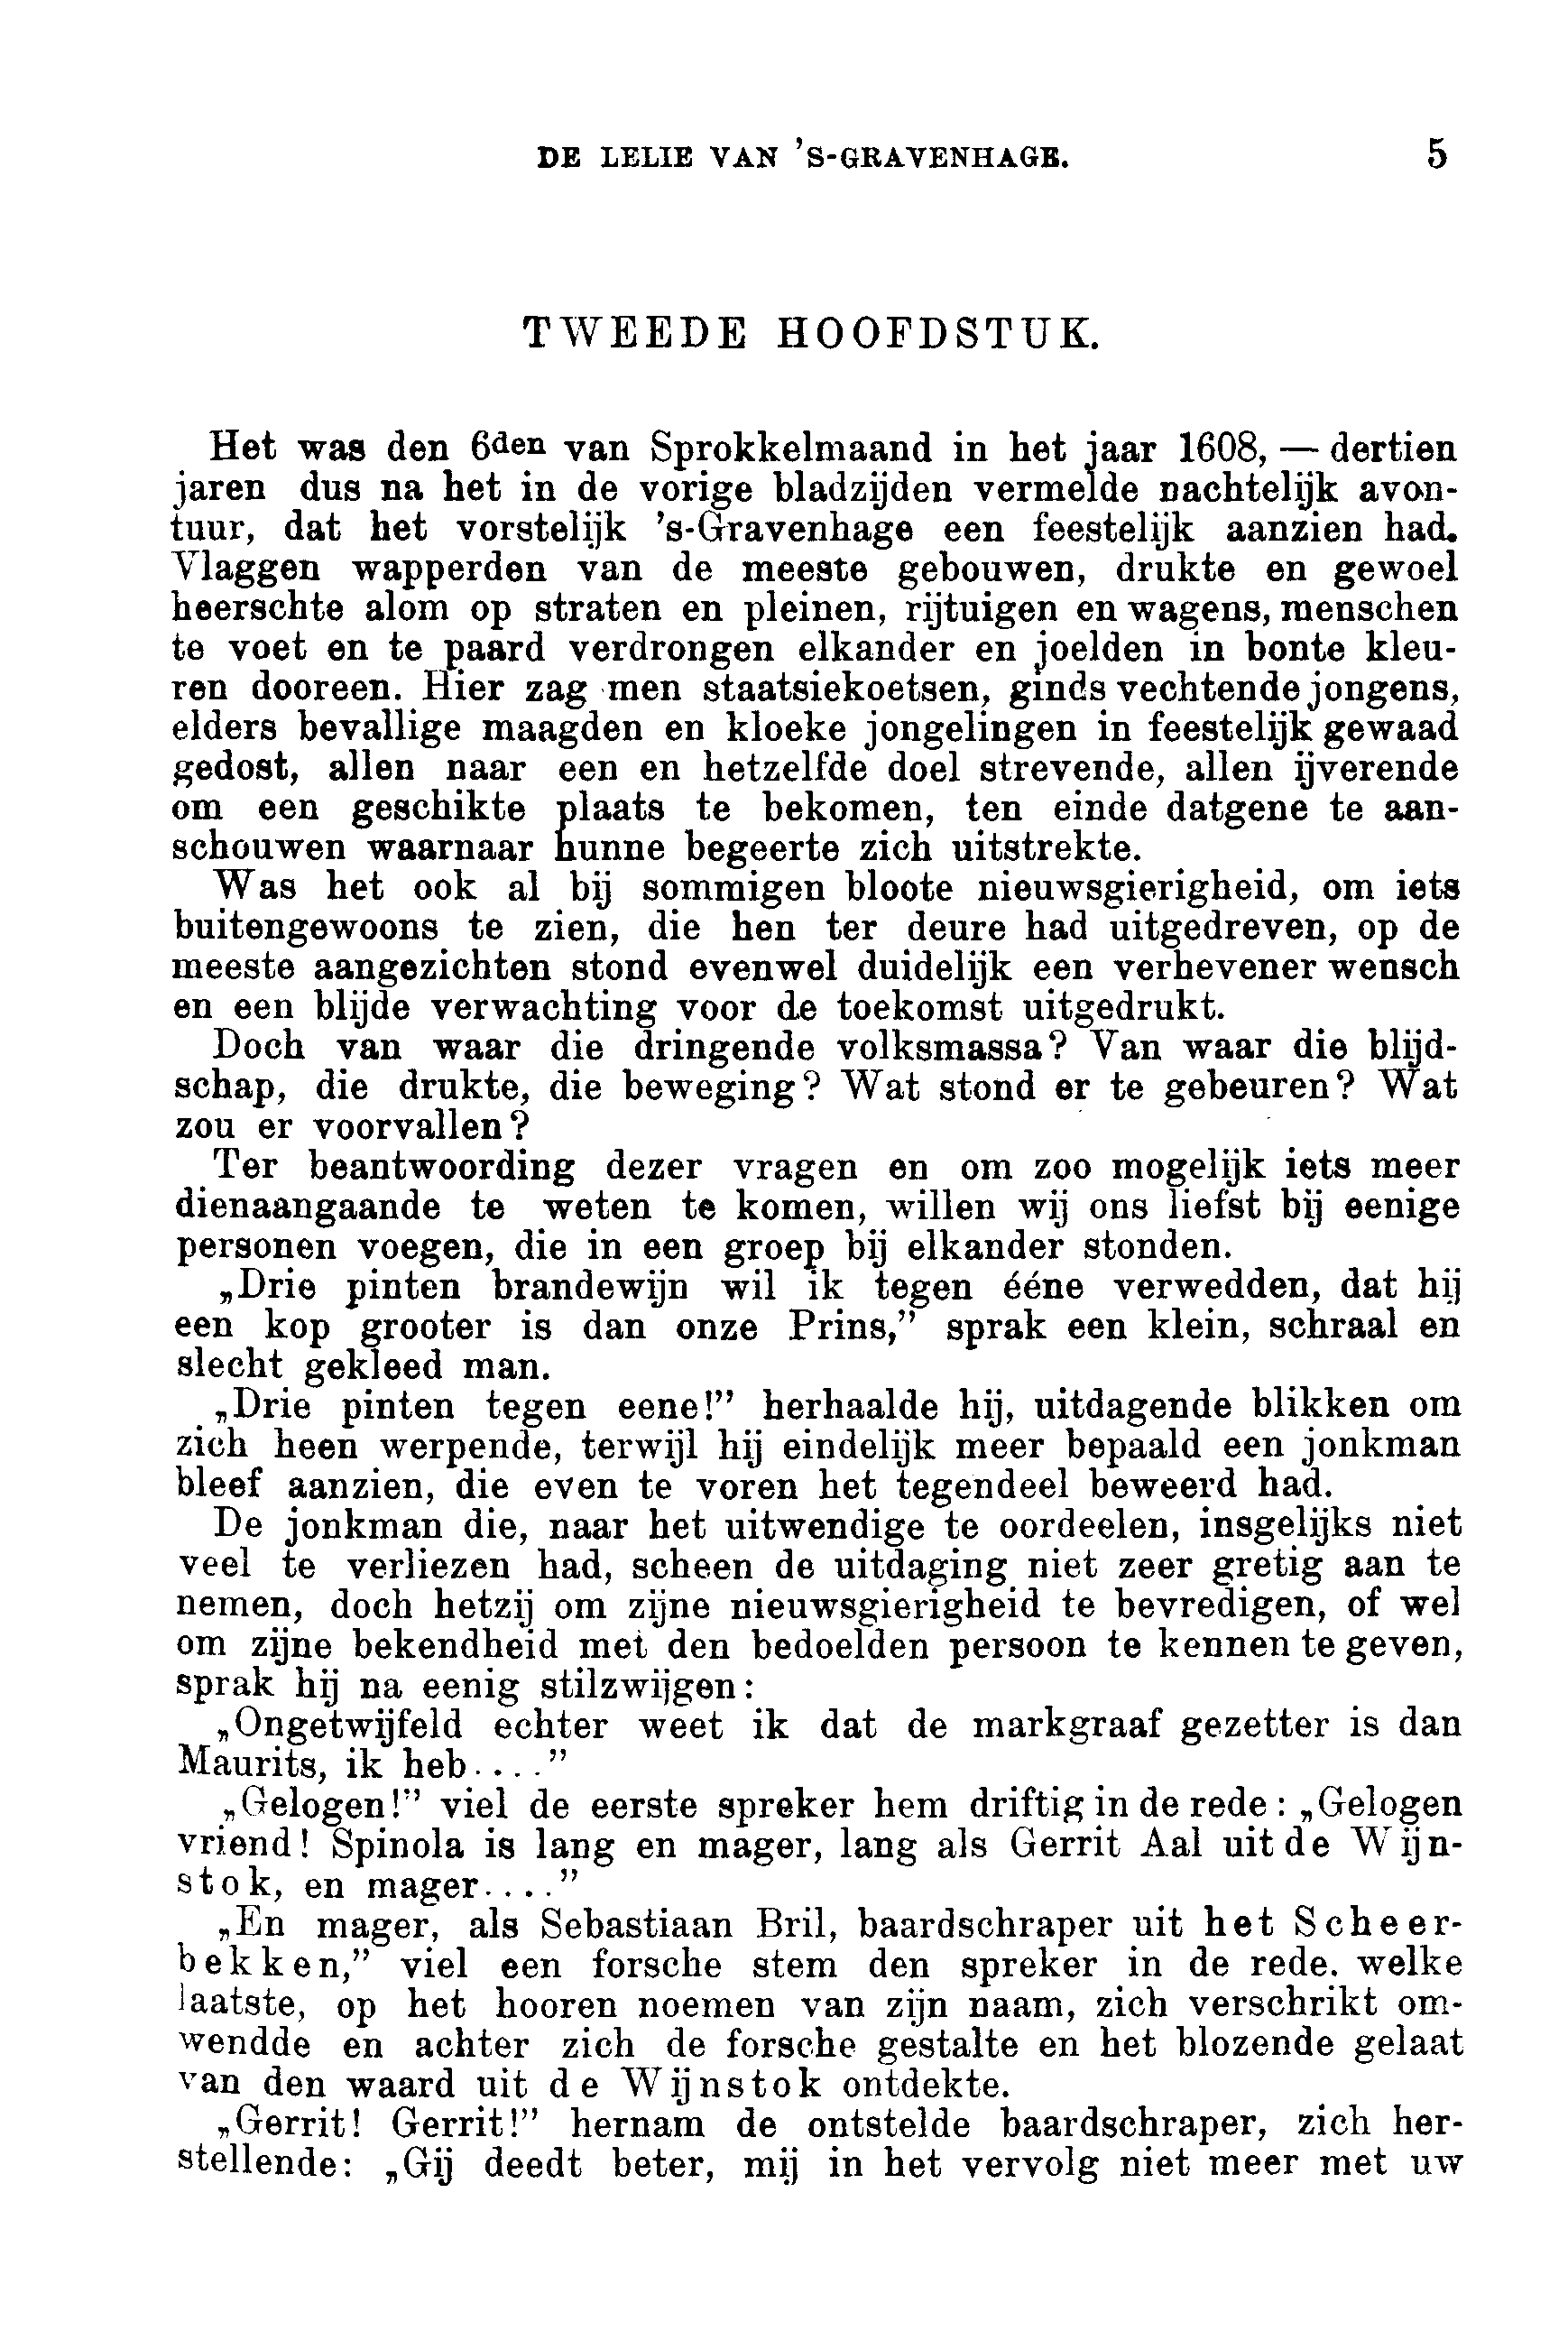 DE LELIE VAN 'S-GRAVENHAGE. 5
TWEEDE HOOFDSTUK.
Het was den 6den van Sprokkelmaand in het jaar 1608, — dertien
jaren dus na het in de vorige bladzijden vermelde nachtelijk avon-
tuur, dat het vorstelijk 's-Gravenhage een feestelijk aanzien had.
Vlaggen wapperden van de meeste gebouwen, drukte en gewoel
heerschte alom op straten en pleinen, rijtuigen en wagens, menschen
te voet en te paard verdrongen elkander en joelden in bonte kleu-
ren dooreen. Hier zag men staatsiekoetsen, ginds vechtende jongens,
elders bevallige maagden en kloeke jongelingen in feestelijk gewaad
gedost, allen naar een en hetzelfde doel strevende, allen ijverende
om een geschikte plaats te bekomen, ten einde datgene te aan-
schouwen waarnaar hunne begeerte zich uitstrekte.
Was het ook al bij sommigen bloote nieuwsgierigheid, om iets
buitengewoons te zien, die hen ter deure had uitgedreven, op de
meeste aangezichten stond evenwel duidelijk een verhevener wensch
en een blijde verwachting voor de toekomst uitgedrukt.
Doch van waar die dringende volksmassa? Van waar die blijd-
schap, die drukte, die beweging? Wat stond er te gebeuren? Wat
zou er voorvallen?
Ter beantwoording dezer vragen en om zoo mogelijk iets meer
dienaangaande te weten te komen, willen wij ons liefst bij eenige
personen voegen, die in een groep bij elkander stonden.
„Drie pinten brandewijn wil ik tegen ééne verwedden, dat hij
een kop grooter is dan onze Prins,” sprak een klein, schraal en
slecht gekleed man.
„Drie pinten tegen eene!” herhaalde hij, uitdagende blikken om
zich heen werpende, terwijl hij eindelijk meer bepaald een jonkman
bleef aanzien, die even te voren het tegendeel beweerd had.
De jonkman die, naar het uitwendige te oordeelen, insgelijks niet
veel te verliezen had, scheen de uitdaging niet zeer gretig aan te
nemen, doch hetzij om zijne nieuwsgierigheid te bevredigen, of wel
om zijne bekendheid met den bedoelden persoon te kennen te geven,
sprak hij na eenig stilzwijgen:
„Ongetwijfeld echter weet ik dat de markgraaf gezetter is dan
Maurits, ik heb....”
„Gelogen!” viel de eerste spreker hem driftig in de rede: „Gelogen
vriend! Spinola is lang en mager, lang als Gerrit Aal uit de Wijn-
stok, en mager....”
„En mager, als Sebastiaan Bril, baardschraper uit het Scheer-
bekken,” viel een forsche stem den spreker in de rede. welke
laatste, op het hooren noemen van zijn naam, zich verschrikt om-
wendde en achter zich de forsche gestalte en het blozende gelaat
van den waard uit de Wijnstok ontdekte.
„Gerrit! Gerrit!” hernam de ontstelde baardschraper, zich her-
stellende: „Gij deedt beter, mij in het vervolg niet meer met uw